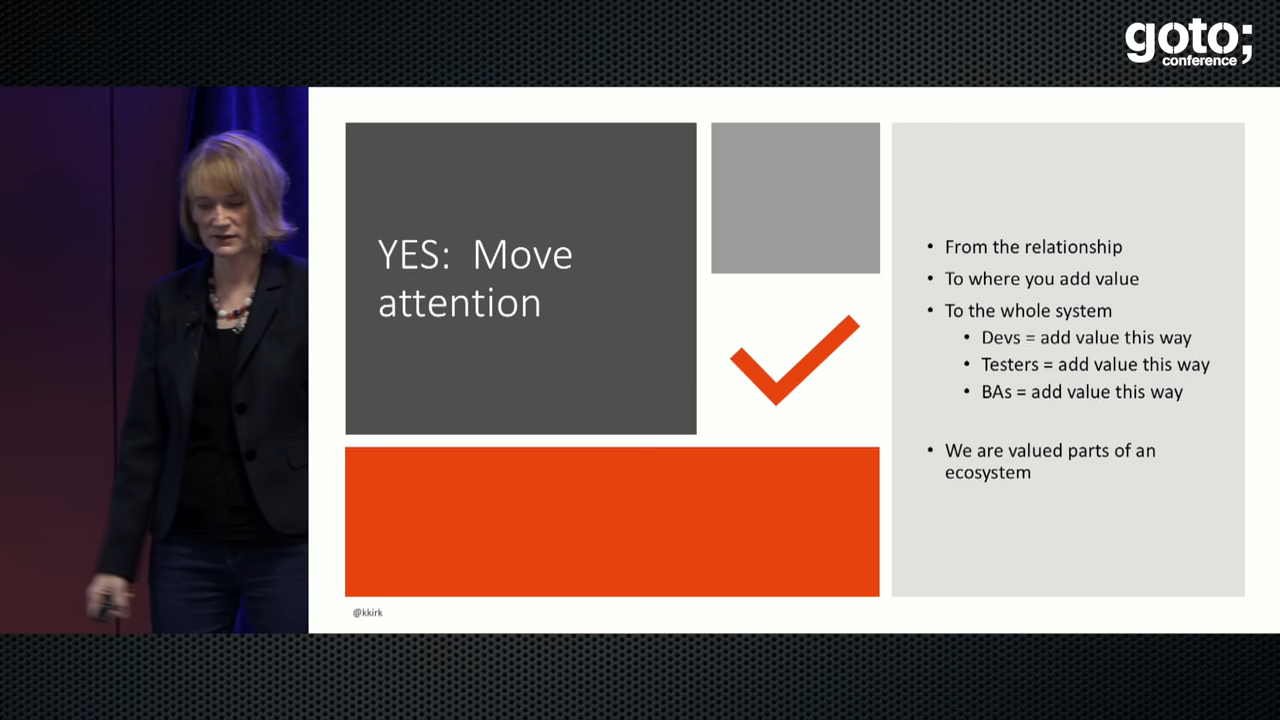 goto;
conference
YES: Move
attention
• From the relationship
• To where you add value
• To the whole system
• Devs = add value this way
• Testers = add value this way
• BAs = add value this way
• We are valued parts of an
ecosystem
@kkirk